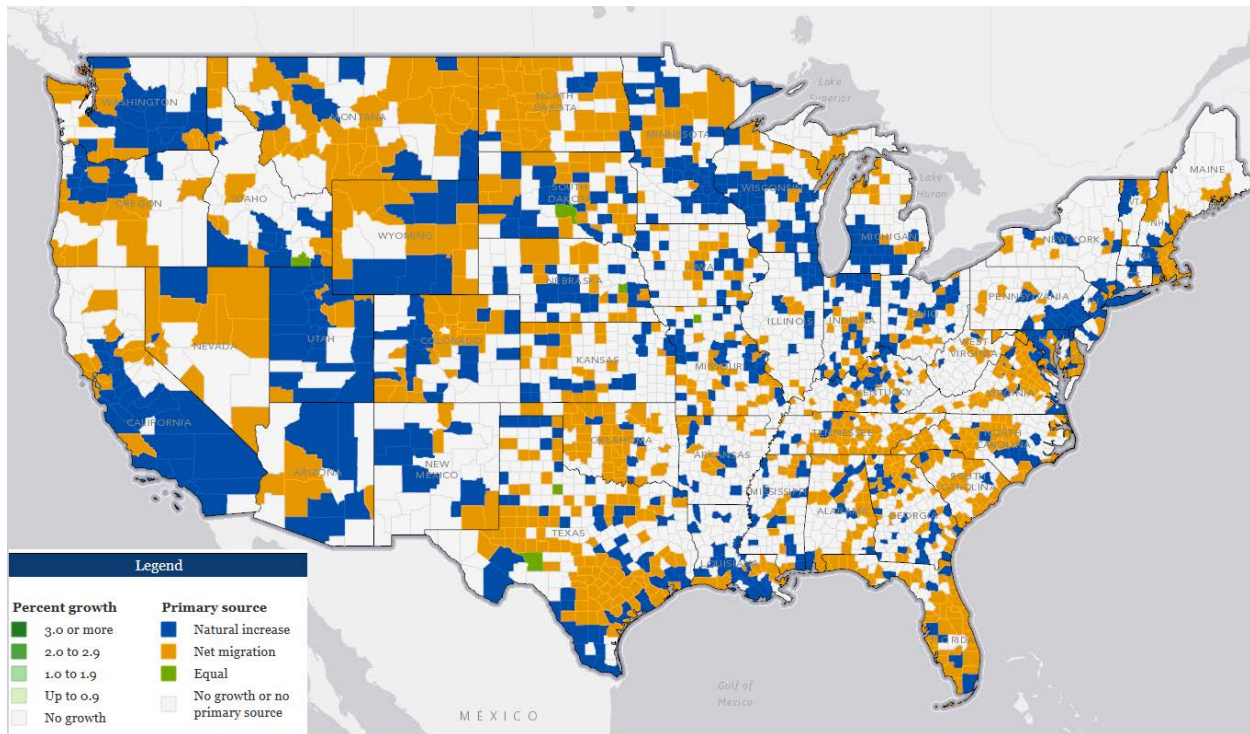 Lake
Superior
WASHINGTON
NORTH
DAKOTA
MONTANA
MINNESOTA
Lake
Huron
MAINE
OREGON
IDAHO
SOUTH
DAKOTA
WISCONSIN
MICHIGAN
VT
NH
NEW YORK
WYOMING
IOWA
NEBRASKA
PENNSYLVANIA
NEVADA
UTAH
COLORADO
ILLINOIS
INDIANA
OHIO
WEST
VIRGINIA
KANSAS
MISSOURI
KENTUCKY
VIRGINIA
CALIFORNIA
ARIZONA
NEW
MEXICO
OKLAHOMA
ARKANSAS
TENNESSEE
NORTH
CAROLINA
SOUTH
CAROLINA
MISSISSIPPI
ALABAMA
GEORGIA
TEXAS
LOUISIANA
FLORIDA
Gulf of
Mexico
MÉXICO
Legend
Percent growth
3.0 or more
2.0 to 2.9
1.0 to 1.9
Up to 0.9
No growth
Primary source
Natural increase
Net migration
Equal
No growth or no
primary source